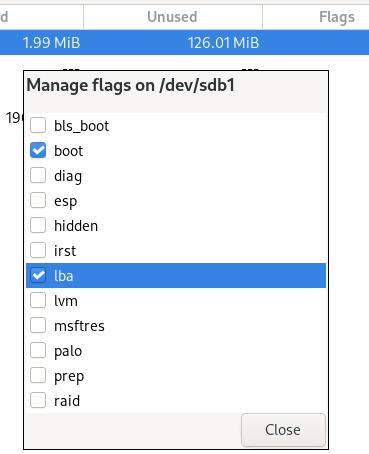 d Unused Flags
1.99 MiB 126.01 MiB
Manage flags on /dev/sdb1
bls_boot
boot
diag
esp
hidden
irst
lba
lvm
msftres
palo
prep
raid
Close